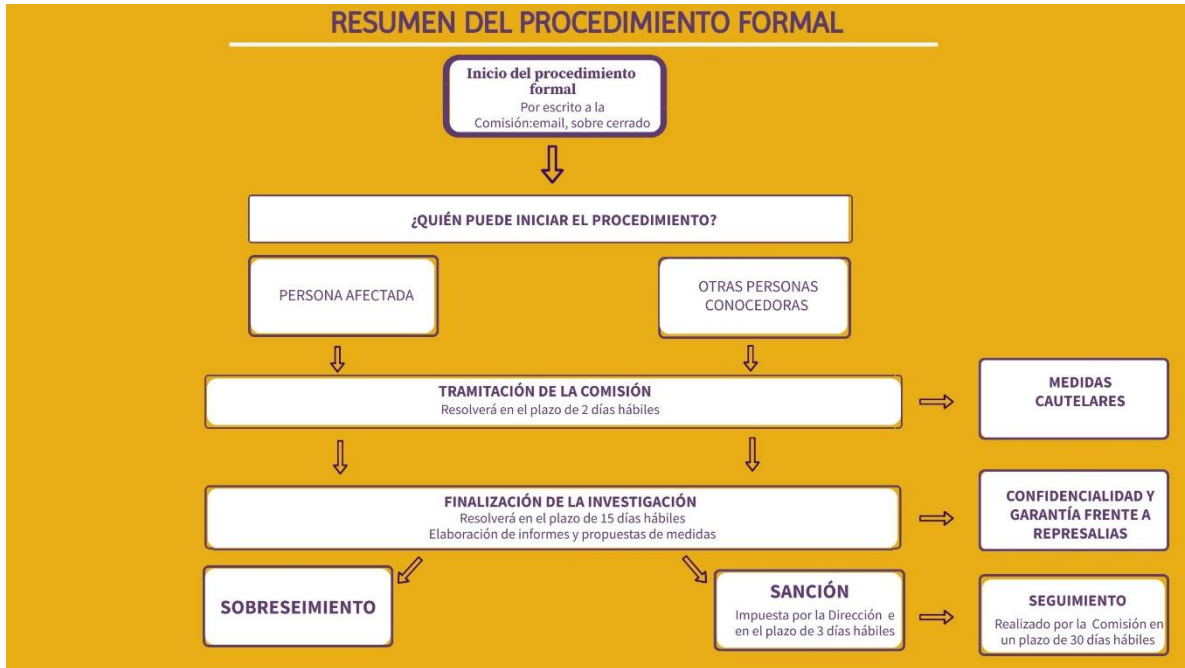 RESUMEN DEL PROCEDIMIENTO FORMAL
Inicio del procedimiento
formal
Por escrito a la
Comisión:email, sobre cerrado
¿QUIÉN PUEDE INICIAR EL PROCEDIMIENTO?
PERSONA AFECTADA
OTRAS PERSONAS
CONOCEDORAS
TRAMITACIÓN DE LA COMISIÓN
Resolverá en el plazo de 2 días hábiles
MEDIDAS
CAUTELARES
FINALIZACIÓN DE LA INVESTIGACIÓN
Resolverá en el plazo de 15 días hábiles
Elaboración de informes y propuestas de medidas
CONFIDENCIALIDAD Y
GARANTÍA FRENTE A
REPRESALIAS
SOBRESEIMIENTO
SANCIÓN
Impuesta por la Dirección e
en el plazo de 3 días hábiles
SEGUIMIENTO
Realizado por la Comisión en
un plazo de 30 días hábiles